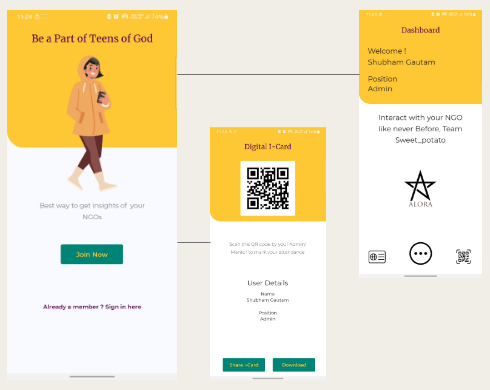 11:24
Be a Part of Teens of God
Best way to get insights of your
NGOs
Join Now
Already a member ? Sign in here
Digital I-Card
Scan the QR code by your hommy/
Mentor to mark your attendance
User Details
Name
Shubham Gautam
Position
Admin
Share I-Card
Download
Dashboard
Welcome !
Shubham Gautam
Position
Admin
Interact with your NGO
like never Before, Team
Sweet_potato
ALORA